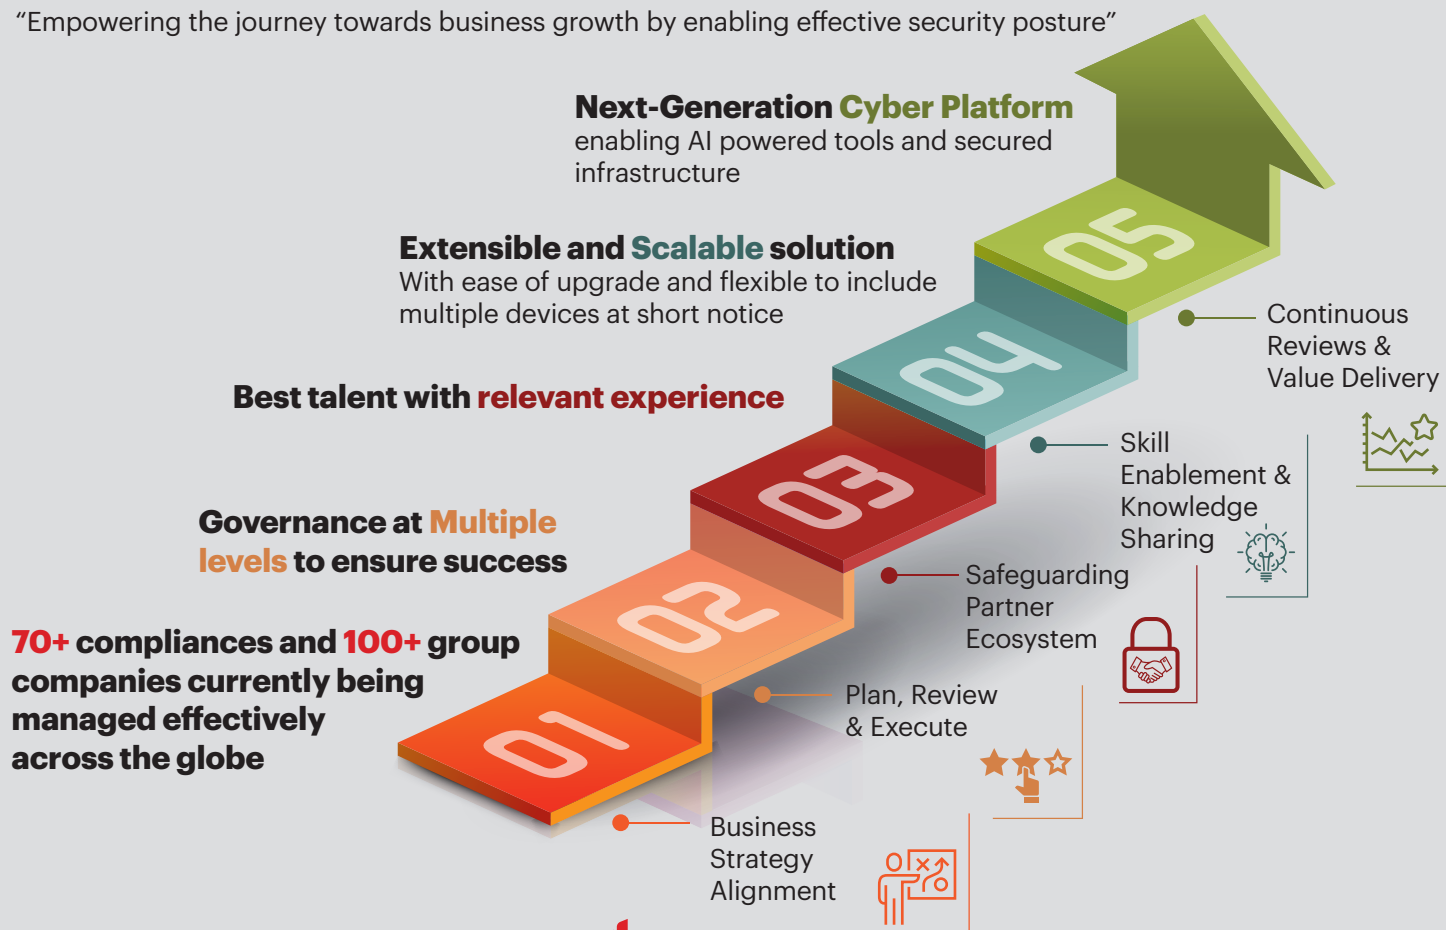 “Empowering the journey towards business growth by enabling effective security posture”
Next-Generation Cyber Platform
enabling AI powered tools and secured
infrastructure
05
Extensible and Scalable solution
With ease of upgrade and flexible to include
multiple devices at short notice
Continuous
Reviews &
Value Delivery
04
Best talent with relevant experience
Skill
Enablement &
Knowledge
Sharing
03
Governance at Multiple
levels to ensure success
Safeguarding
Partner
Ecosystem
02
70+ compliances and 100+ group
companies currently being
managed effectively
across the globe
Plan, Review
& Execute
01
Business
Strategy
Alignment